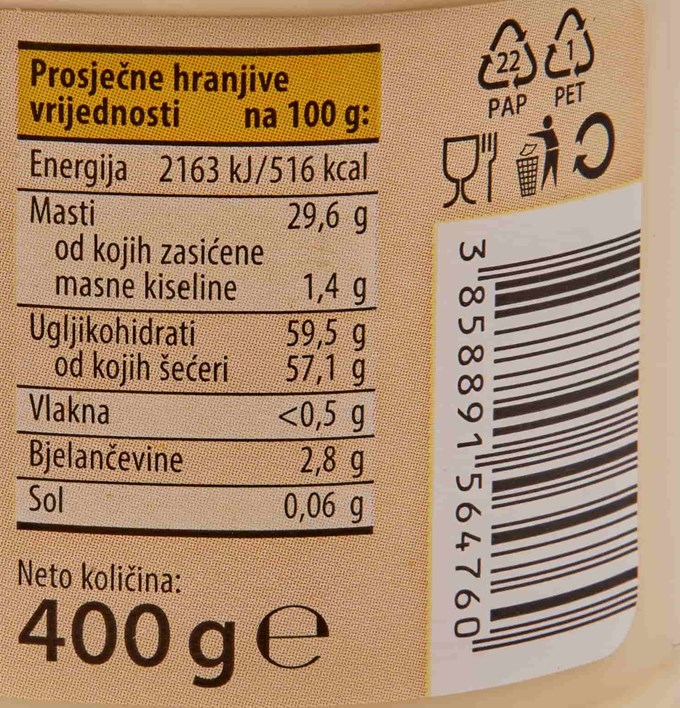 Prosječne hranjive
vrijednosti na 100 g:
Energija 2163 kJ/516 kcal
Masti 29,6 g
od kojih zasićene
masne kiseline 1,4 g
Ugljikohidrati 59,5 g
od kojih šećeri 57,1 g
Vlakna <0,5 g
Bjelančevine 2,8 g
Sol 0,06 g
Neto količina:
400 g e
22 1
PAP PET
3 858891 564760